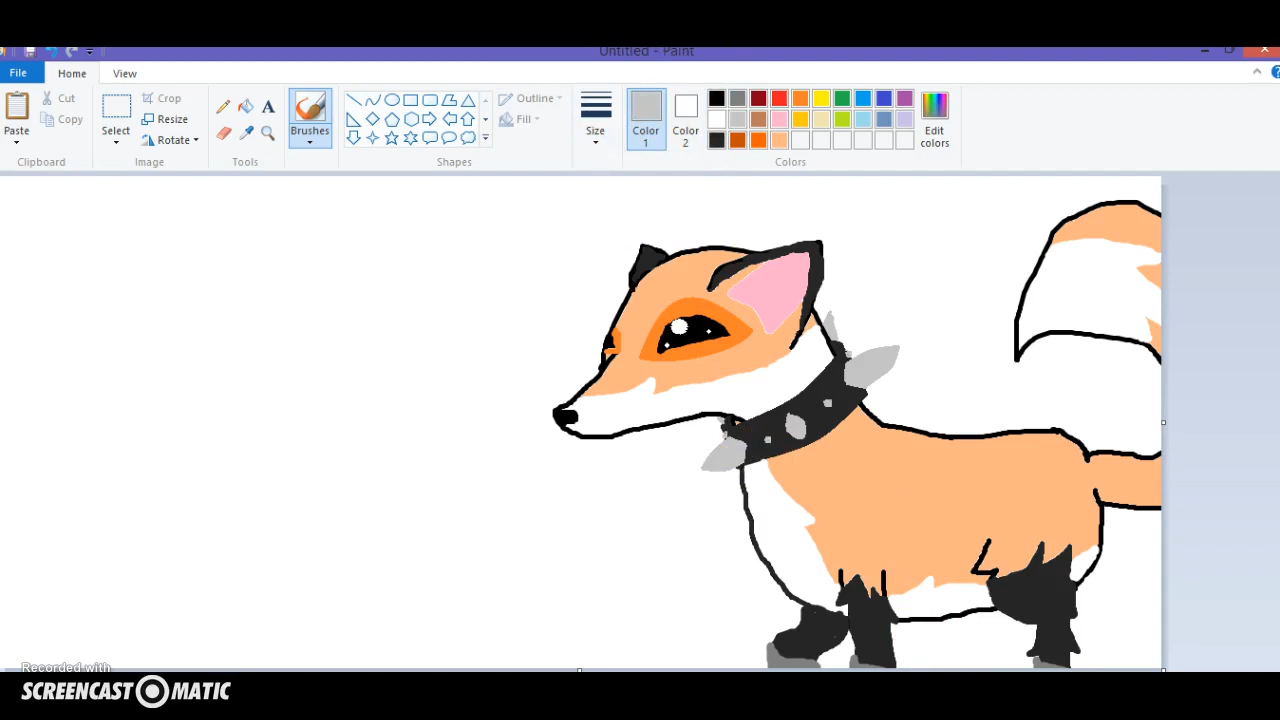 Untitled - Paint
File Home View
Paste
Cut
Copy
Clipboard
Select
Crop
Resize
Rotate
Image
A
Tools
Brushes
Shapes
Outline
Fill
Size
Color
1
Color
2
Colors
Edit
colors
Recorded with
SCREENCAST MATIC